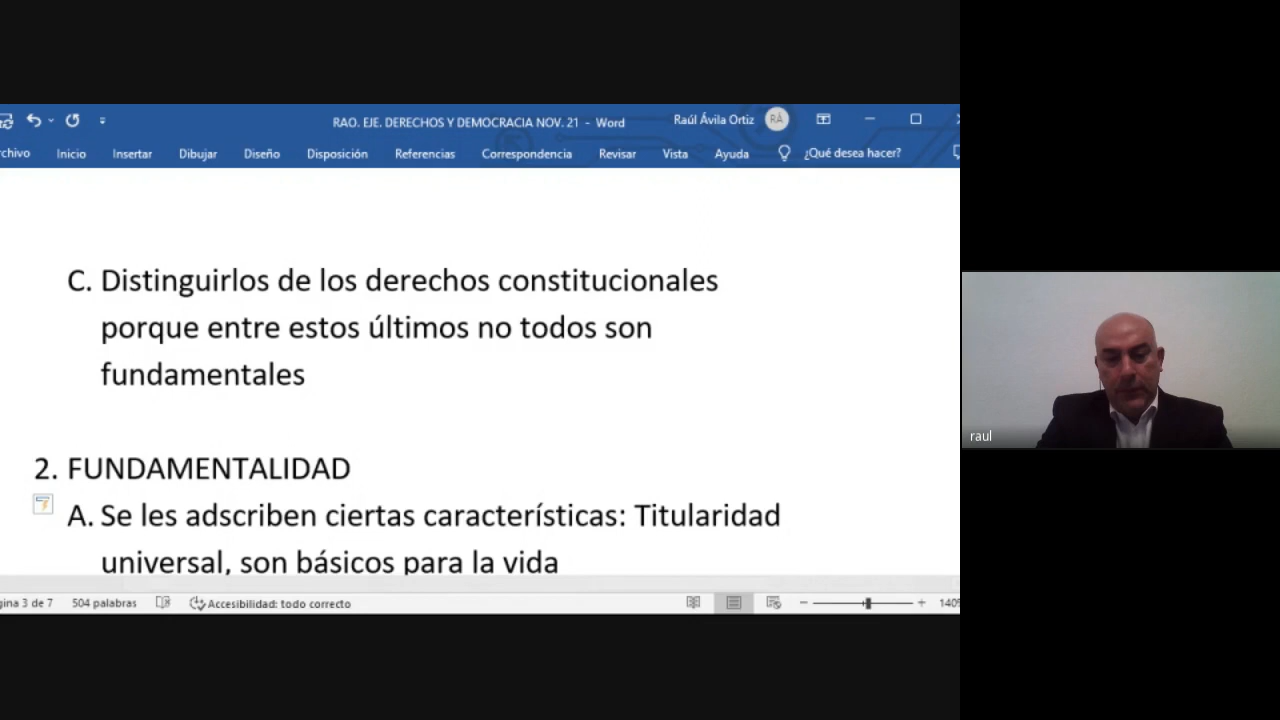 RAO. EJE. DERECHOS Y DEMOCRACIA NOV. 21 - Word
Raúl Ávila Ortiz
RÁ
rchivo Inicio Insertar Dibujar Diseño Disposición Referencias Correspondencia Revisar Vista Ayuda ¿Qué desea hacer?
C. Distinguirlos de los derechos constitucionales
porque entre estos últimos no todos son
fundamentales
2. FUNDAMENTALIDAD
A. Se les adscriben ciertas características: Titularidad
universal, son básicos para la vida
gina 3 de 7 504 palabras Accesibilidad: todo correcto 140
raul